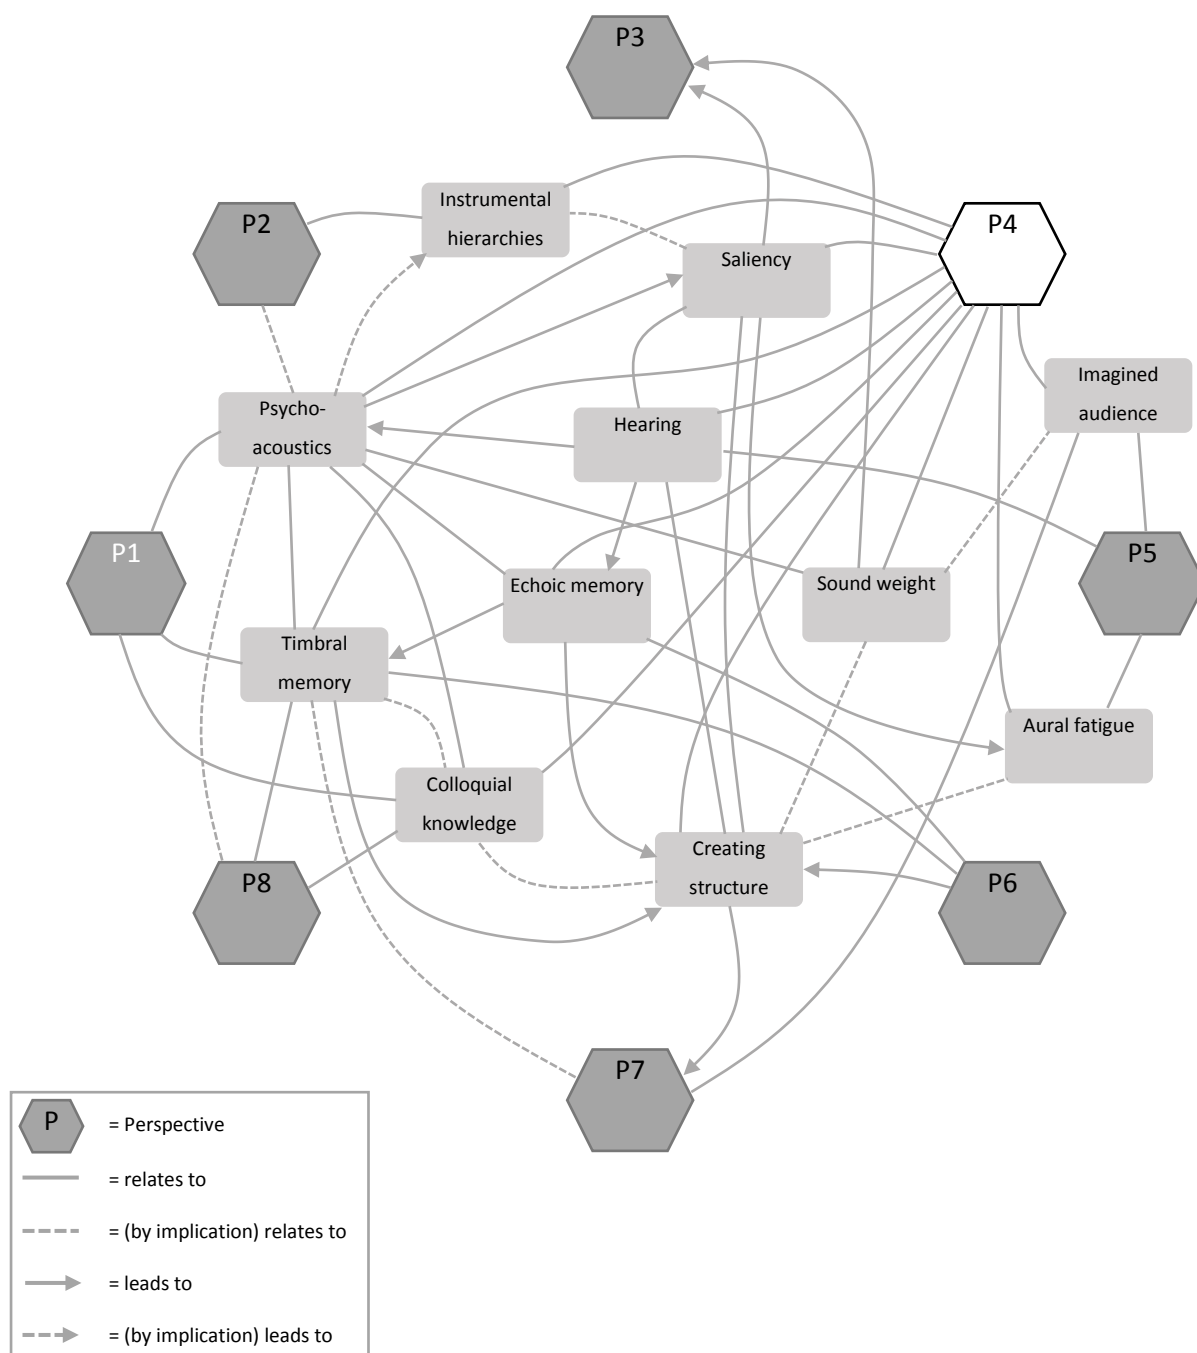 P3
Instrumental
hierarchies
P2
P4
Saliency
Imagined
audience
Psycho-
acoustics
Hearing
P1
P5
Echoic memory
Sound weight
Timbral
memory
Aural fatigue
Colloquial
knowledge
Creating
structure
P8
P6
P7
P
= Perspective
= relates to
= (by implication) relates to
= leads to
= (by implication) leads to